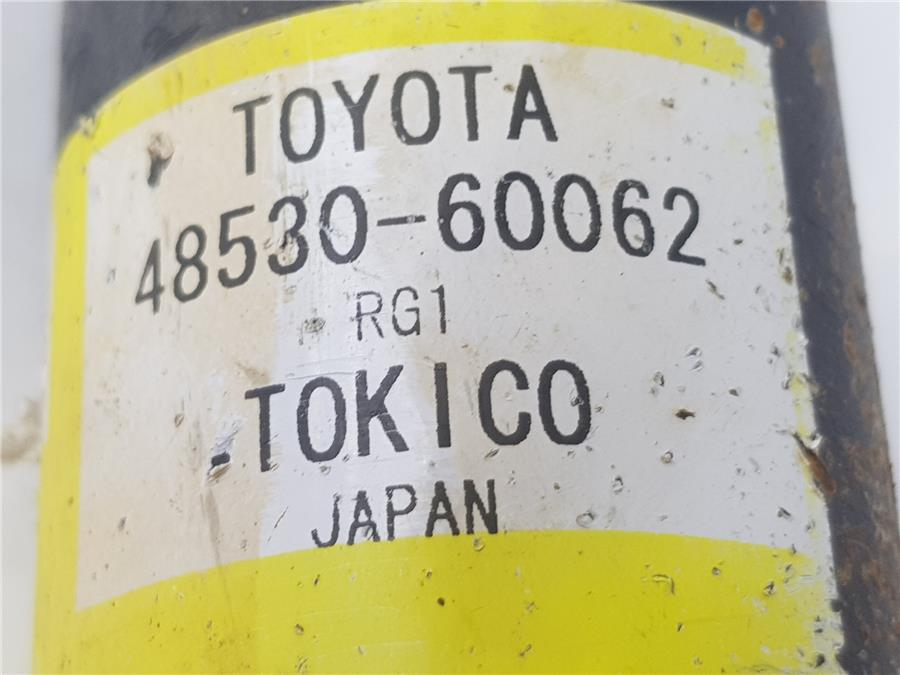 TOYOTA
48530-60062
RG1
TOKICO
JAPAN